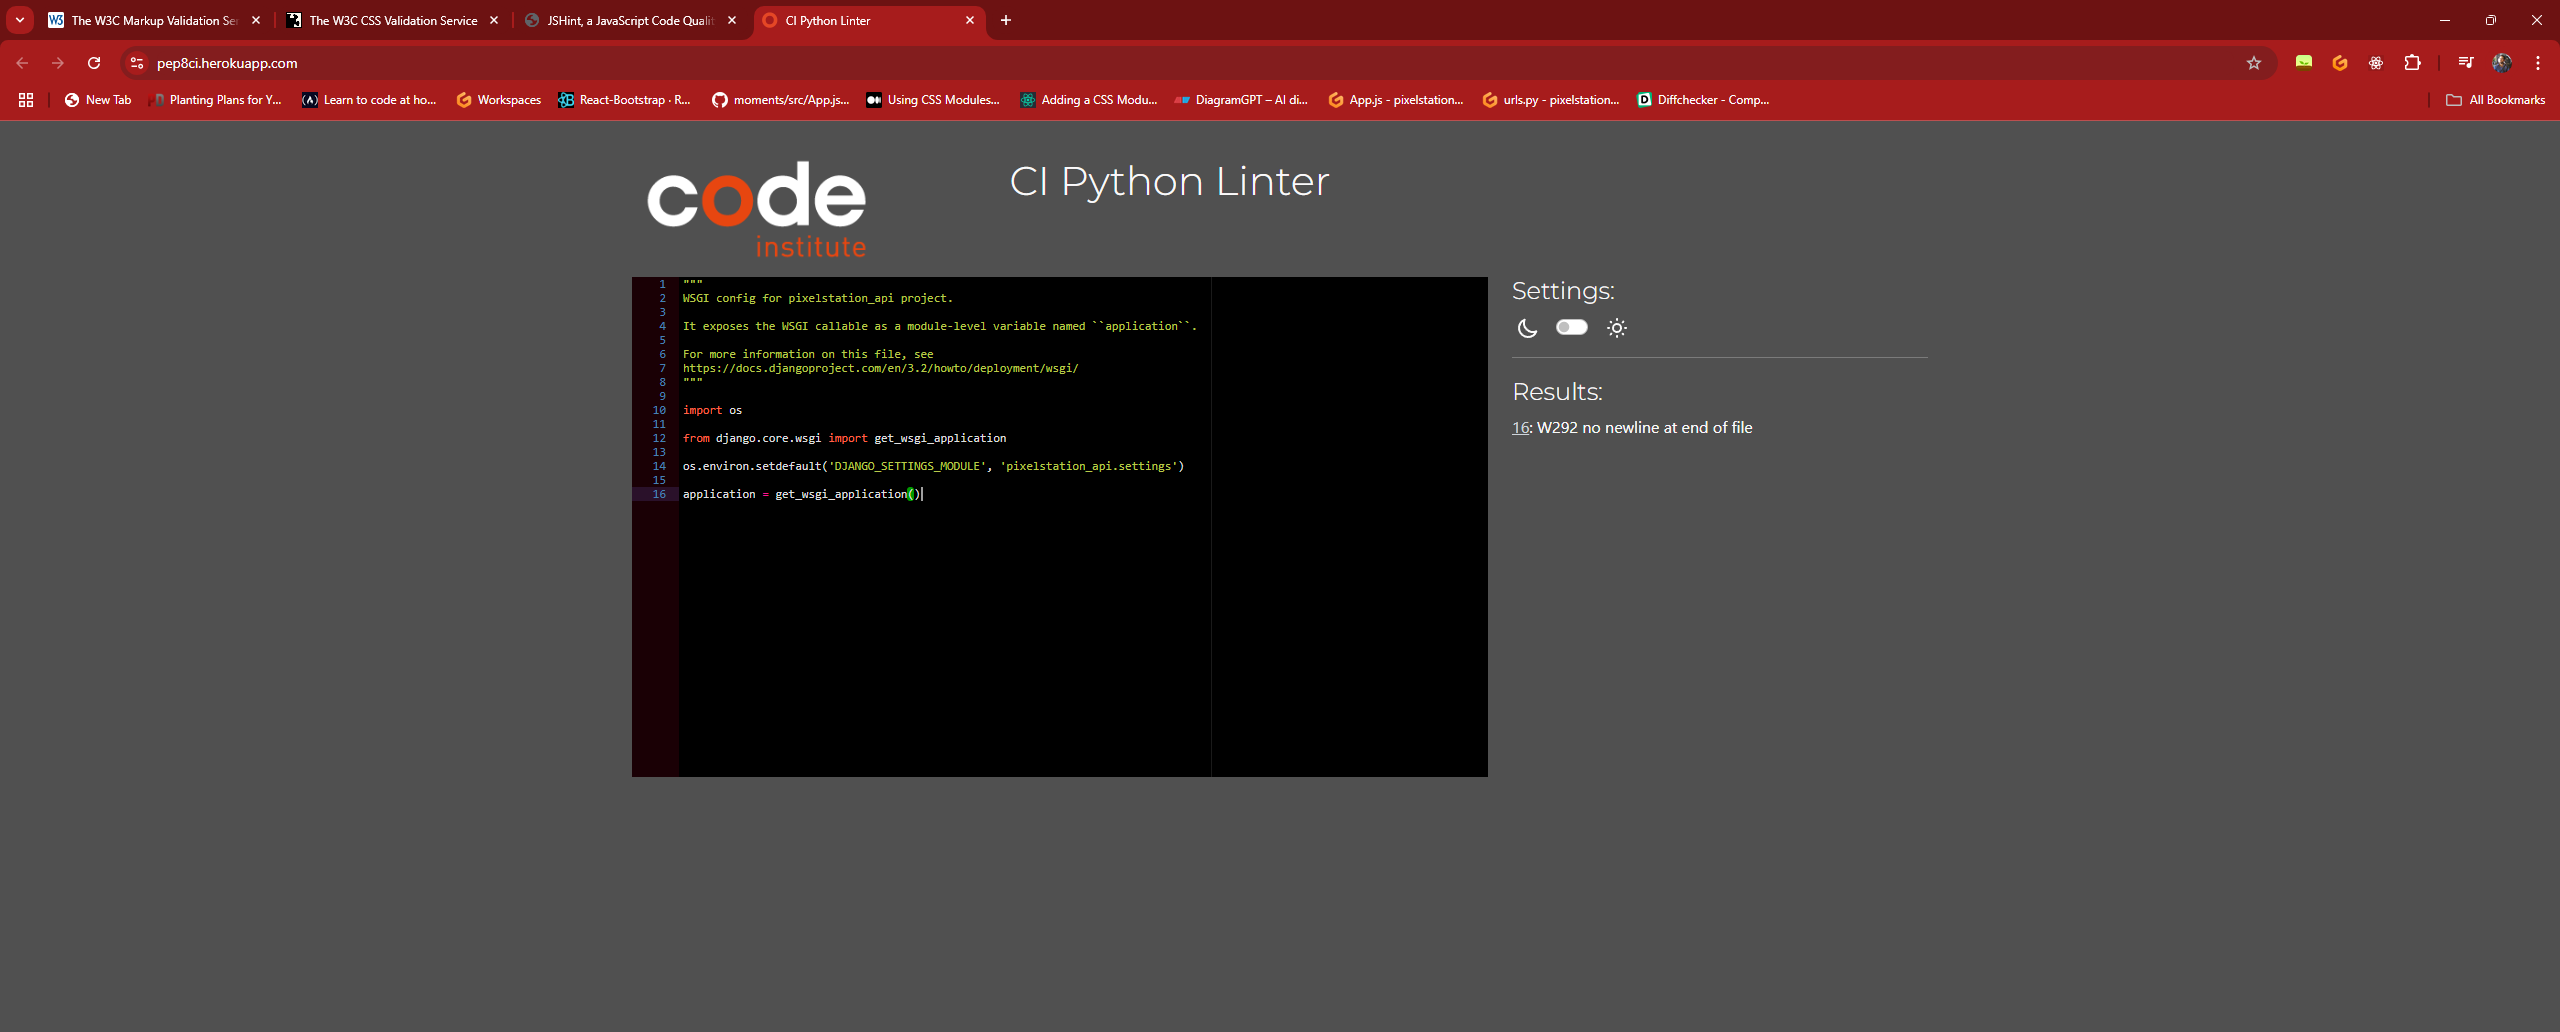 The W3C Markup Validation Se
The W3C CSS Validation Service
JSHint, a JavaScript Code Qualit
CI Python Linter
pep8ci.herokuapp.com
New Tab
Planting Plans for Y...
Learn to code at ho...
Workspaces
React-Bootstrap · R...
moments/src/App.js...
Using CSS Modules...
Adding a CSS Modu...
DiagramGPT – AI di...
App.js - pixelstation...
urls.py - pixelstation...
Diffchecker - Comp...
All Bookmarks
code
institute
CI Python Linter
1 """
2 WSGI config for pixelstation_api project.
3
4 It exposes the WSGI callable as a module-level variable named ``application``.
5
6 For more information on this file, see
7 https://docs.djangoproject.com/en/3.2/howto/deployment/wsgi/
8 """
9
10 import os
11
12 from django.core.wsgi import get_wsgi_application
13
14 os.environ.setdefault('DJANGO_SETTINGS_MODULE', 'pixelstation_api.settings')
15
16 application = get_wsgi_application()
Settings:
Results:
16: W292 no newline at end of file